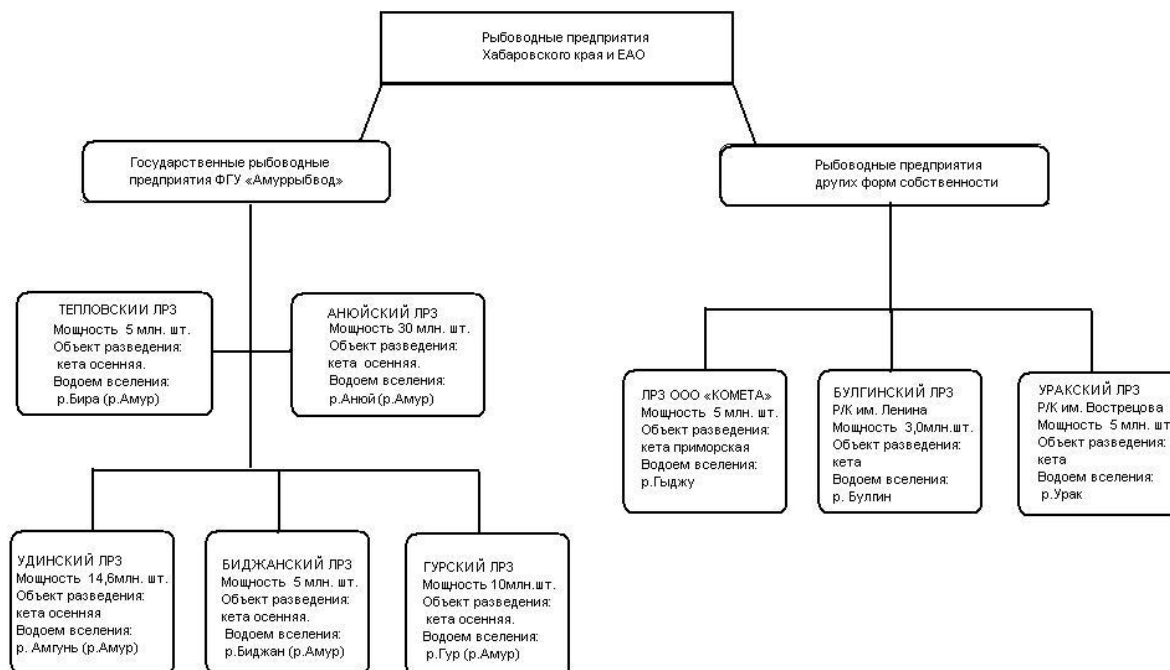 Рыбоводные предприятия
Хабаровского края и ЕАО
Государственные рыбоводные
предприятия ФГУ «Амуррыбвод»
Рыбоводные предприятия
других форм собственности
ТЕПЛОВСКИЙ ЛРЗ
Мощность 5 млн. шт.
Объект разведения:
кета осенняя.
Водоем вселения:
р.Бира (р.Амур)
АНЮЙСКИЙ ЛРЗ
Мощность 30 млн. шт.
Объект разведения:
кета осенняя.
Водоем вселения:
р.Анюй (р.Амур)
ЛРЗ ООО «КОМЕТА»
Мощность 5 млн. шт.
Объект разведения:
кета приморская
Водоем вселения:
р.Гыджу
БУЛГИНСКИЙ ЛРЗ
Р/К им. Ленина
Мощность 3,0млн.шт.
Объект разведения:
кета
Водоем вселения:
р. Булгин
УРАКСКИЙ ЛРЗ
Р/К им. Вострецова
Мощность 5 млн. шт.
Объект разведения:
кета
Водоем вселения:
р.Урак
УДИНСКИЙ ЛРЗ
Мощность 14,6млн. шт.
Объект разведения:
кета осенняя
Водоем вселения:
р. Амгунь (р.Амур)
БИДЖАНСКИЙ ЛРЗ
Мощность 5 млн. шт.
Объект разведения:
кета осенняя.
Водоем вселения:
р.Биджан (р.Амур)
ГУРСКИЙ ЛРЗ
Мощность 10млн.шт.
Объект разведения:
кета осенняя.
Водоем вселения:
р.Гур (р.Амур)